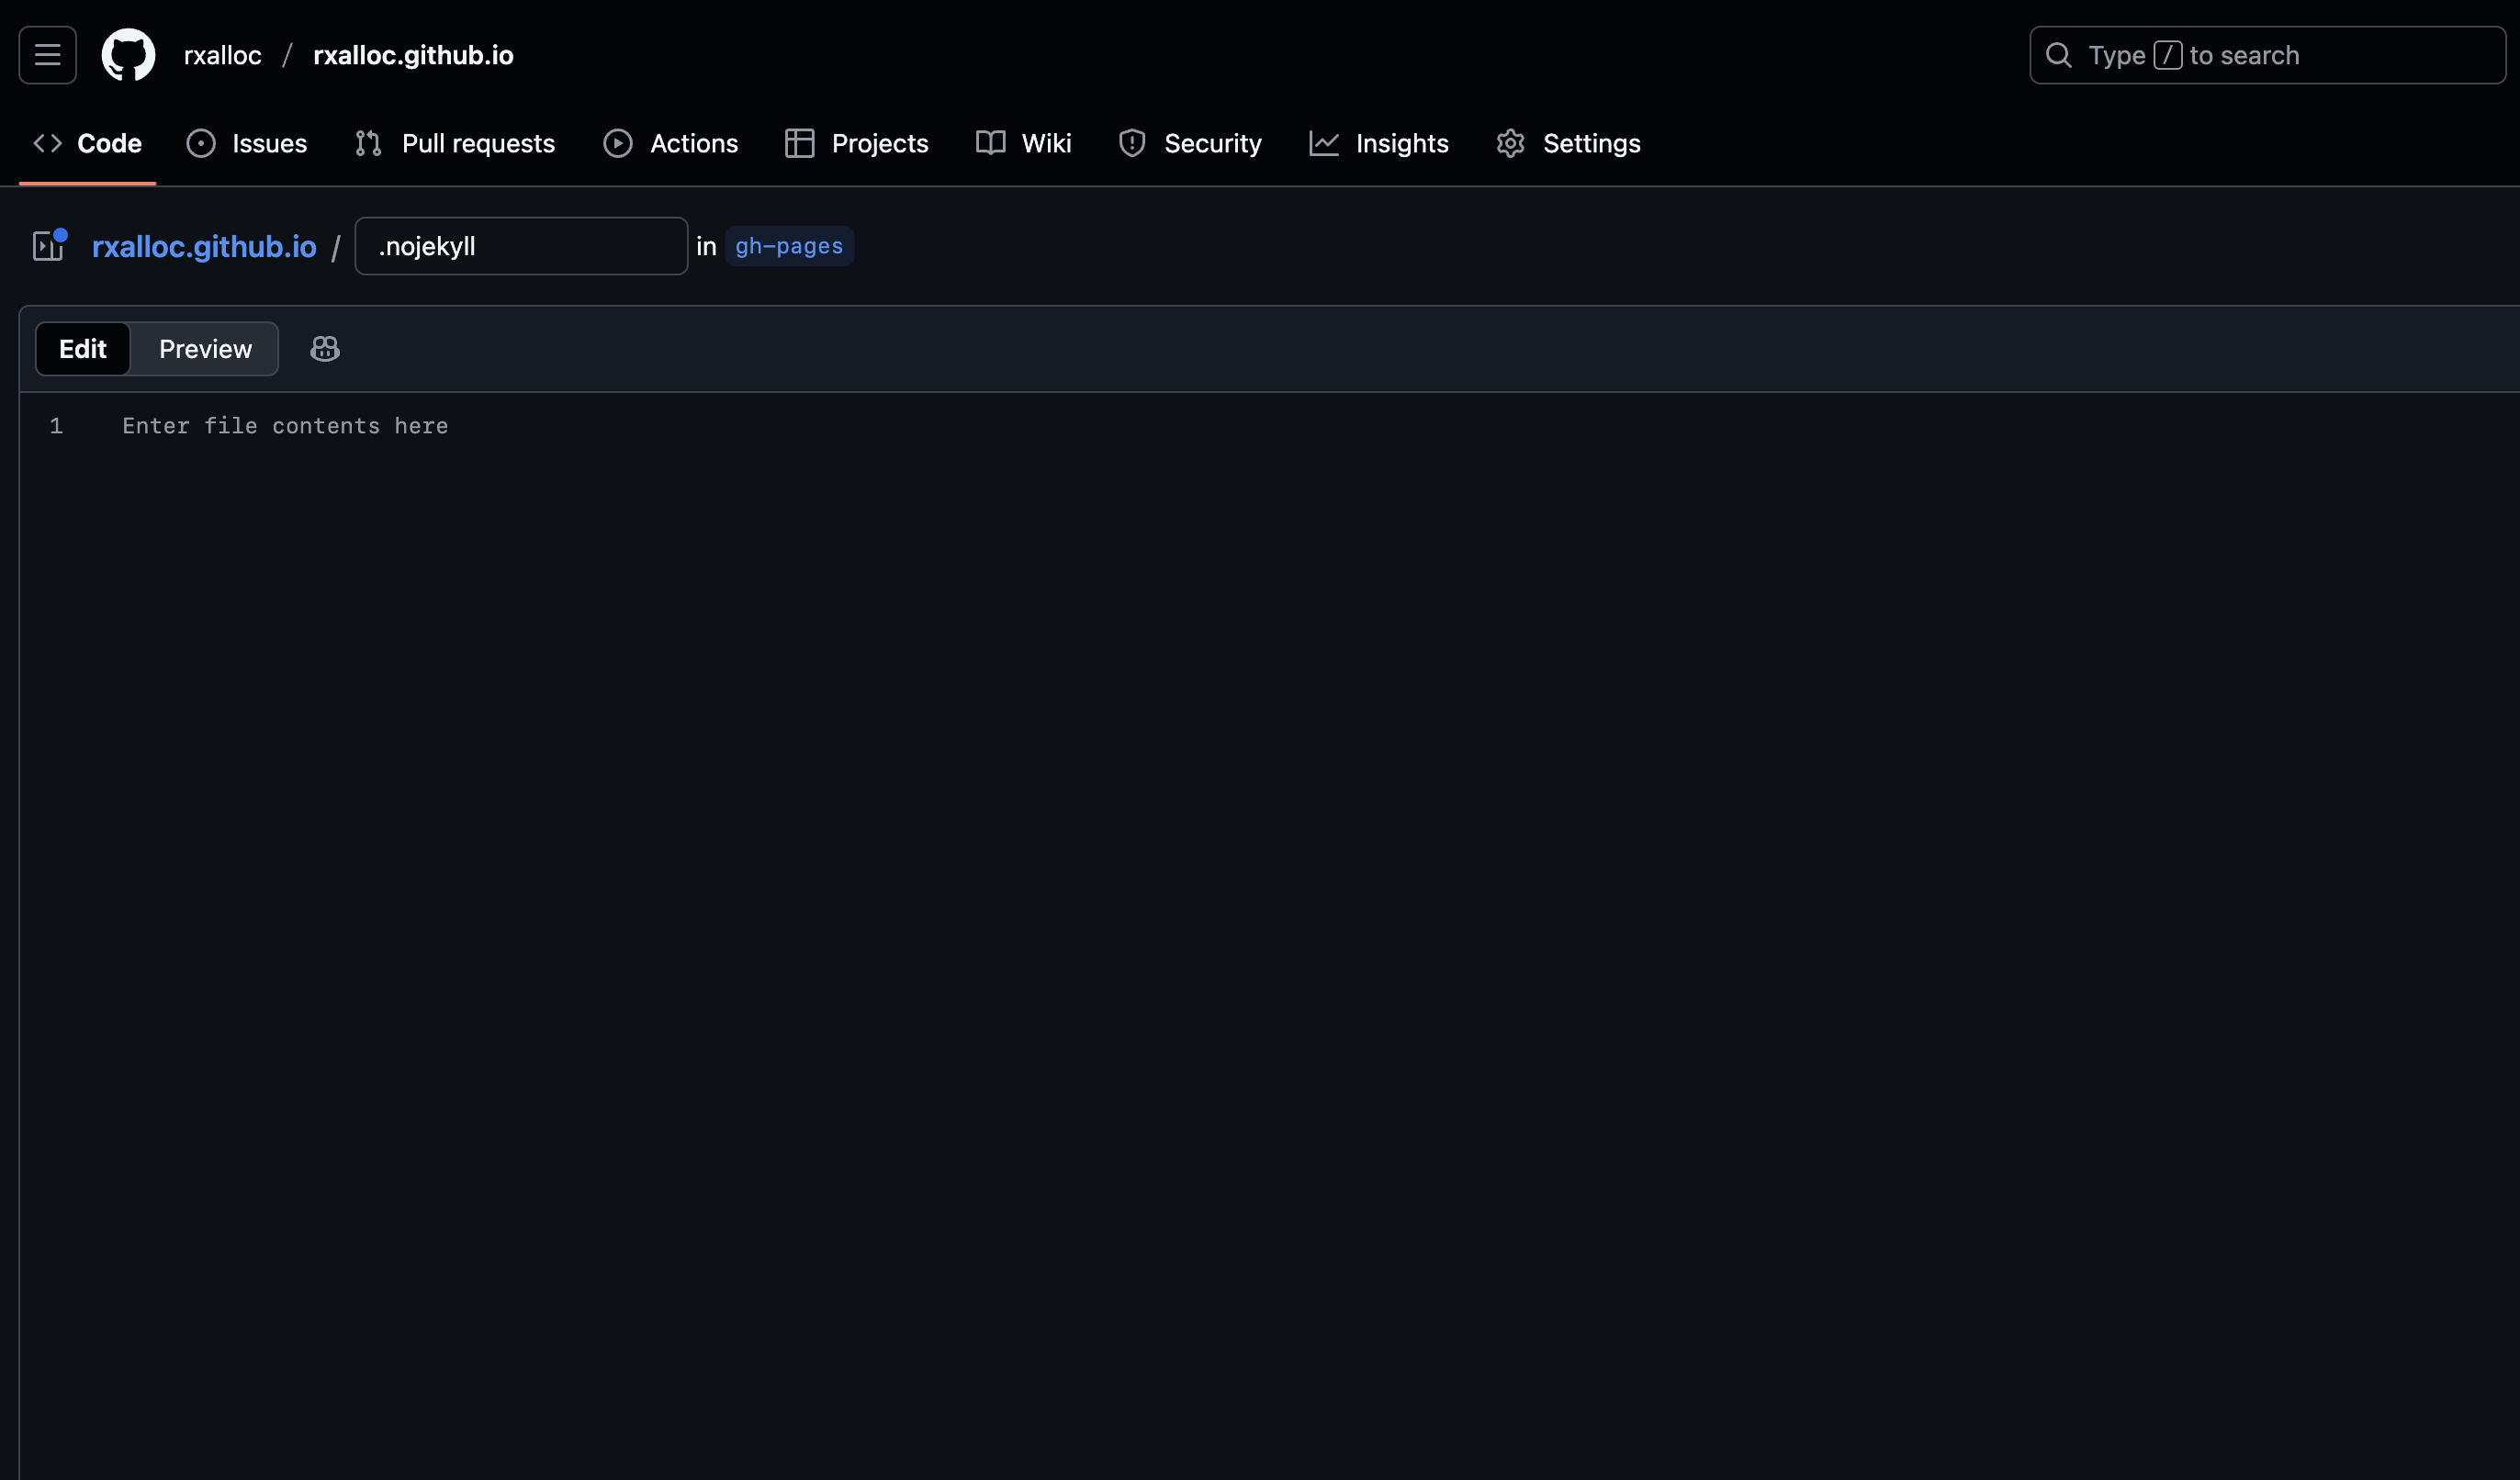 rxalloc / rxalloc.github.io
Type / to search
Code Issues Pull requests Actions Projects Wiki Security Insights Settings
rxalloc.github.io / .nojekyll in gh-pages
Edit Preview
1 Enter file contents here